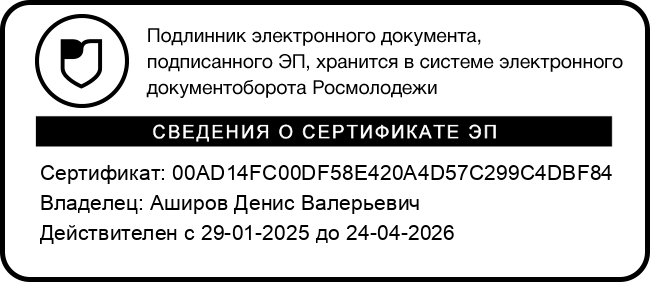 Подлинник электронного документа,
подписанного ЭП, хранится в системе электронного
документооборота Росмолодежи
СВЕДЕНИЯ О СЕРТИФИКАТЕ ЭП
Сертификат: 00AD14FC00DF58E420A4D57C299C4DBF84
Владелец: Аширов Денис Валерьевич
Действителен с 29-01-2025 до 24-04-2026